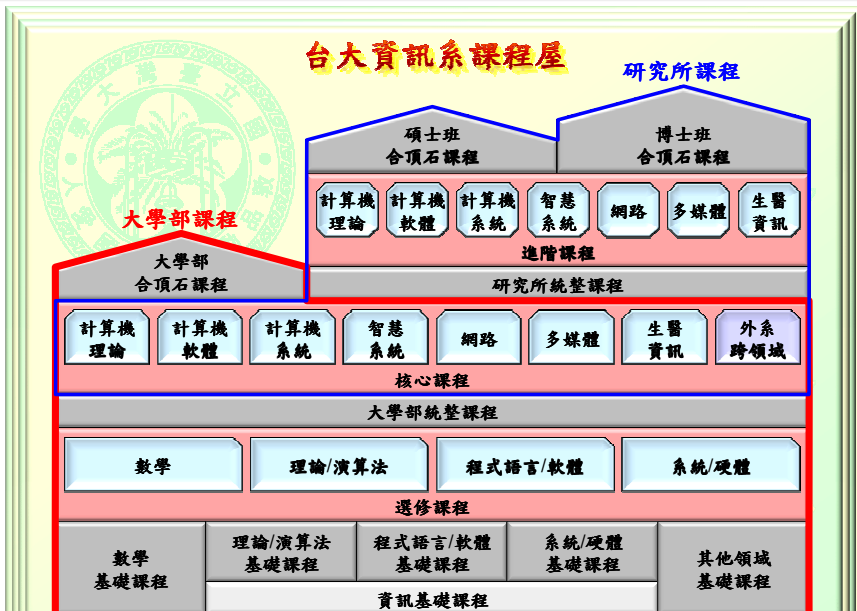 台大資訊系課程屋
研究所課程
碩士班
合頂石課程
博士班
合頂石課程
計算機
理論
計算機
軟體
計算機
系統
智慧
系統
網路
多媒體
生醫
資訊
進階課程
大學部課程
大學部
合頂石課程
研究所統整課程
計算機
理論
計算機
軟體
計算機
系統
智慧
系統
網路
多媒體
生醫
資訊
外系
跨領域
核心課程
大學部統整課程
數學
理論/演算法
程式語言/軟體
系統/硬體
選修課程
數學
基礎課程
理論/演算法
基礎課程
程式語言/軟體
基礎課程
系統/硬體
基礎課程
其他領域
基礎課程
資訊基礎課程